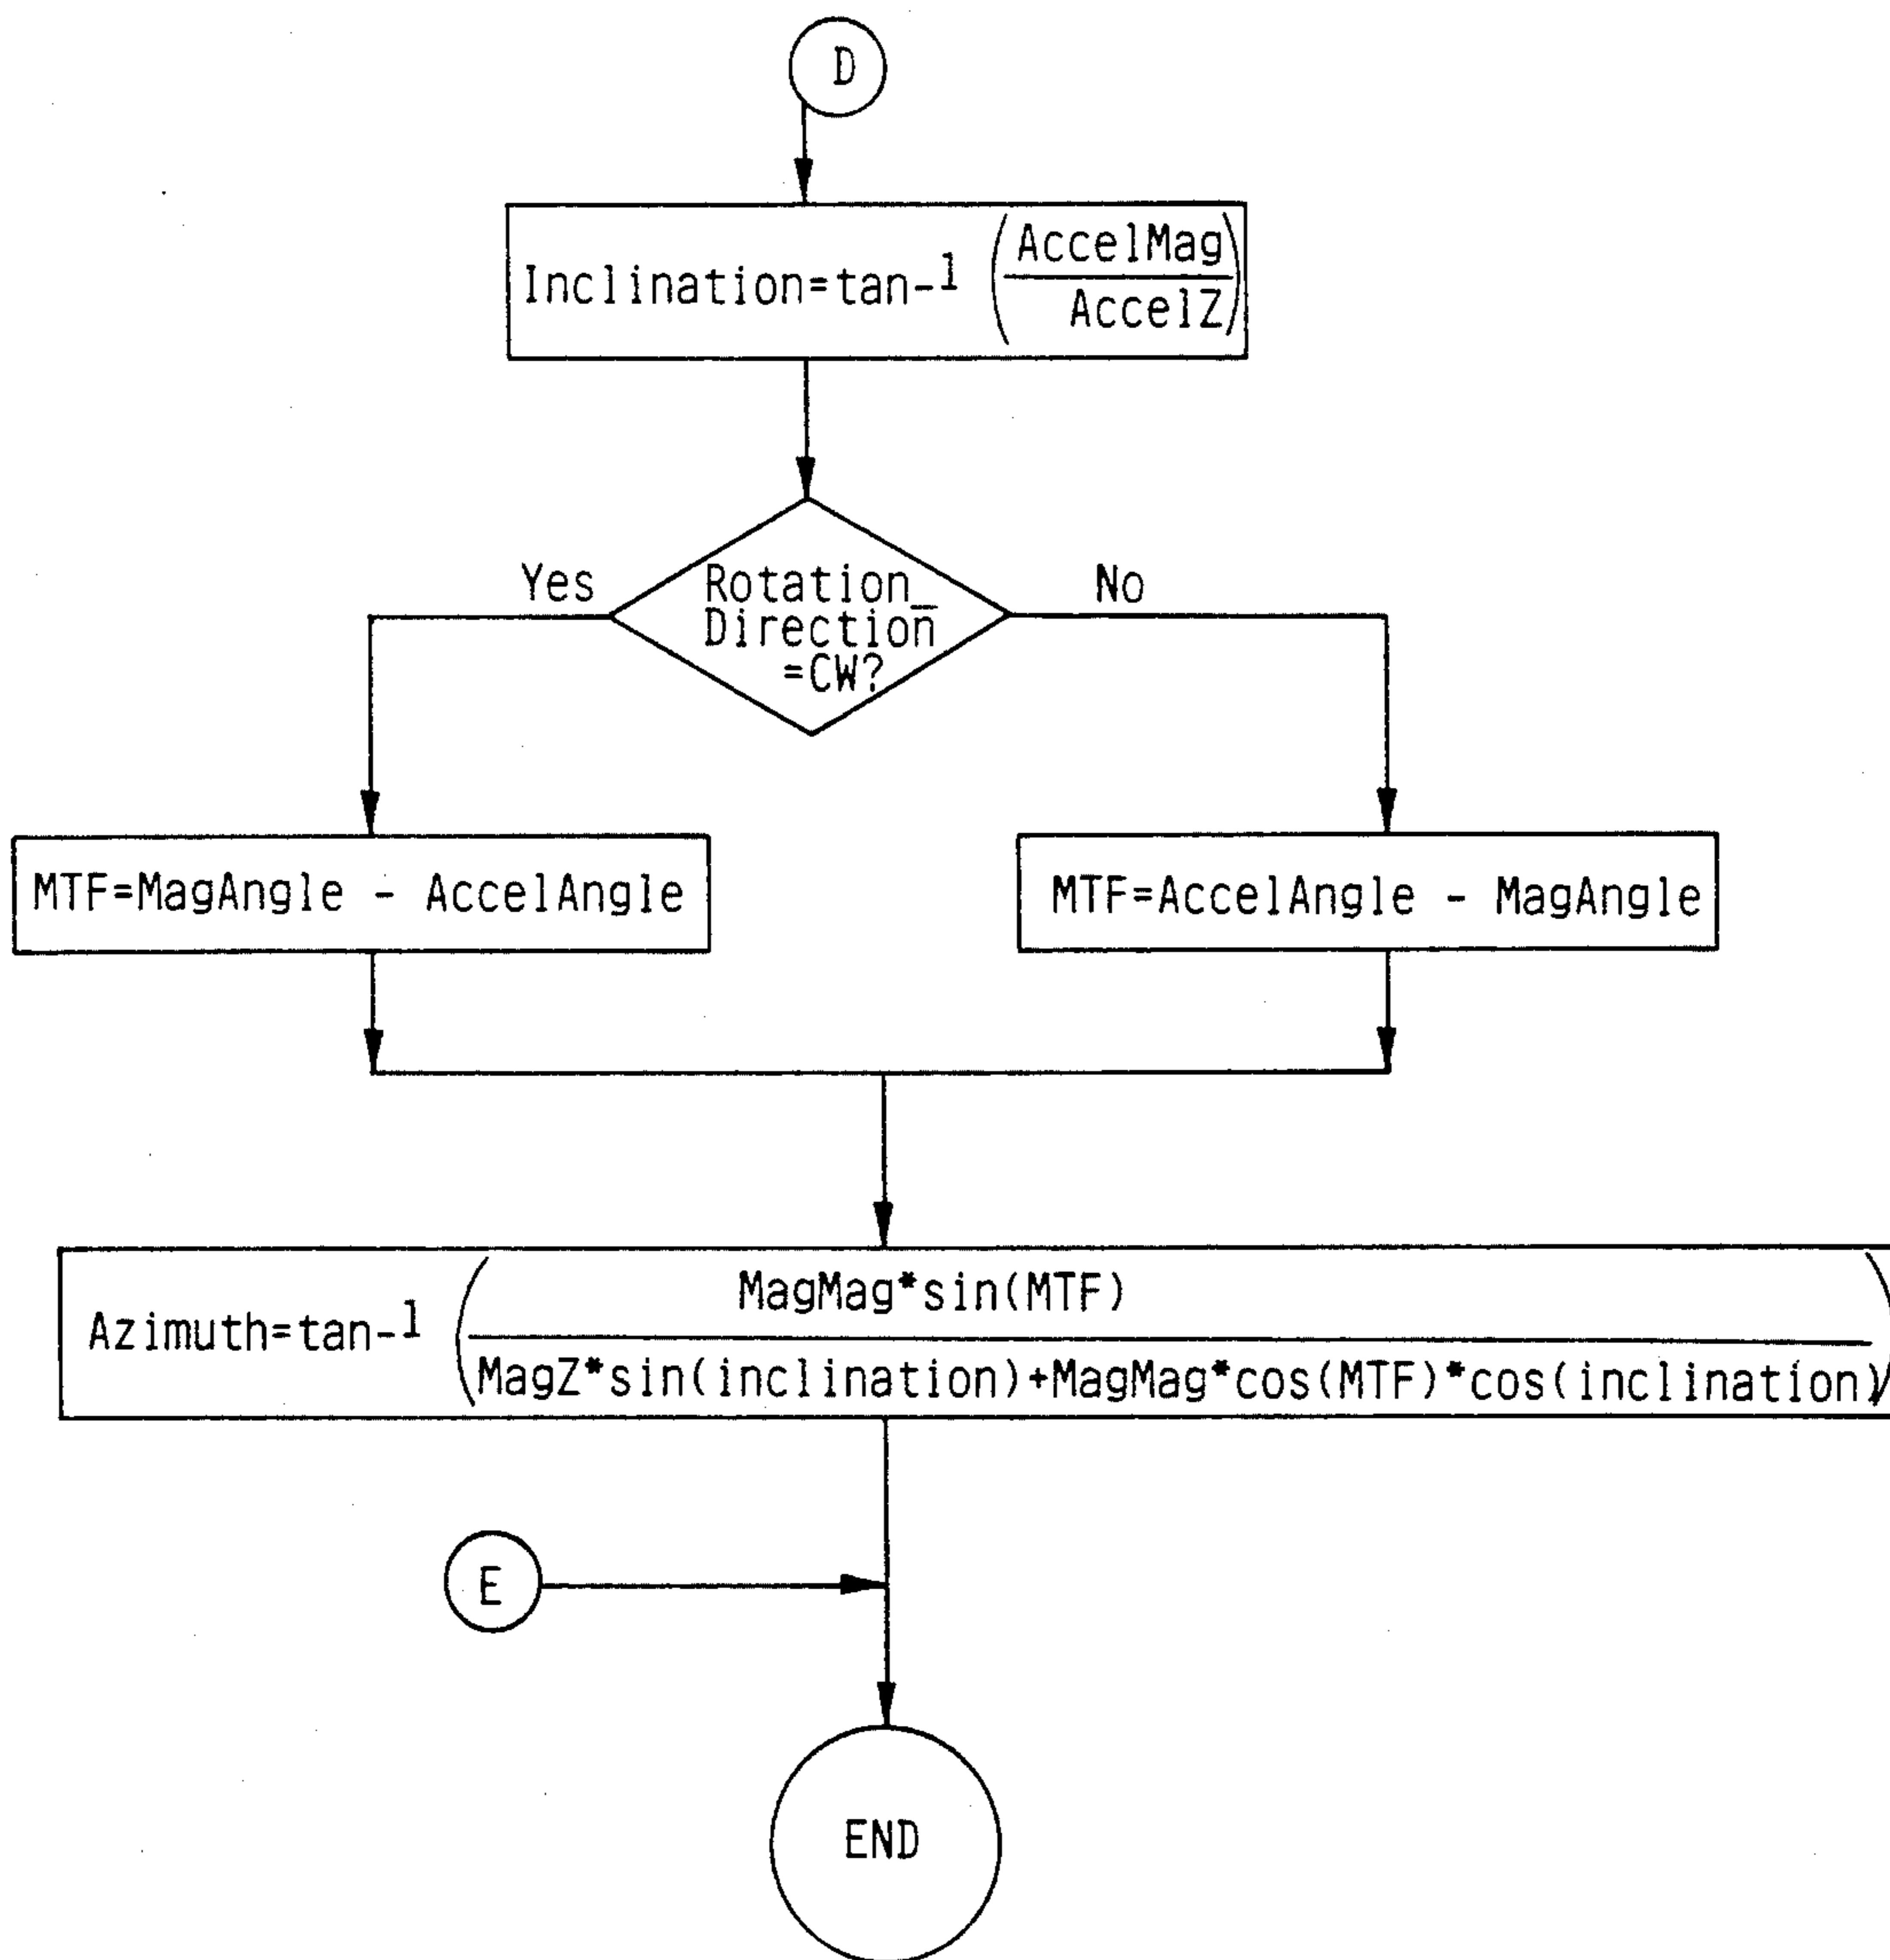 D
Inclination=tan-1 (AccelMag
AccelZ)
Yes
Rotation_
Direction
=CW?
No
MTF=MagAngle - AccelAngle
MTF=AccelAngle - MagAngle
Azimuth=tan-1 (MagMag*sin(MTF)
MagZ*sin(inclination)+MagMag*cos(MTF)*cos(inclination))
E
END